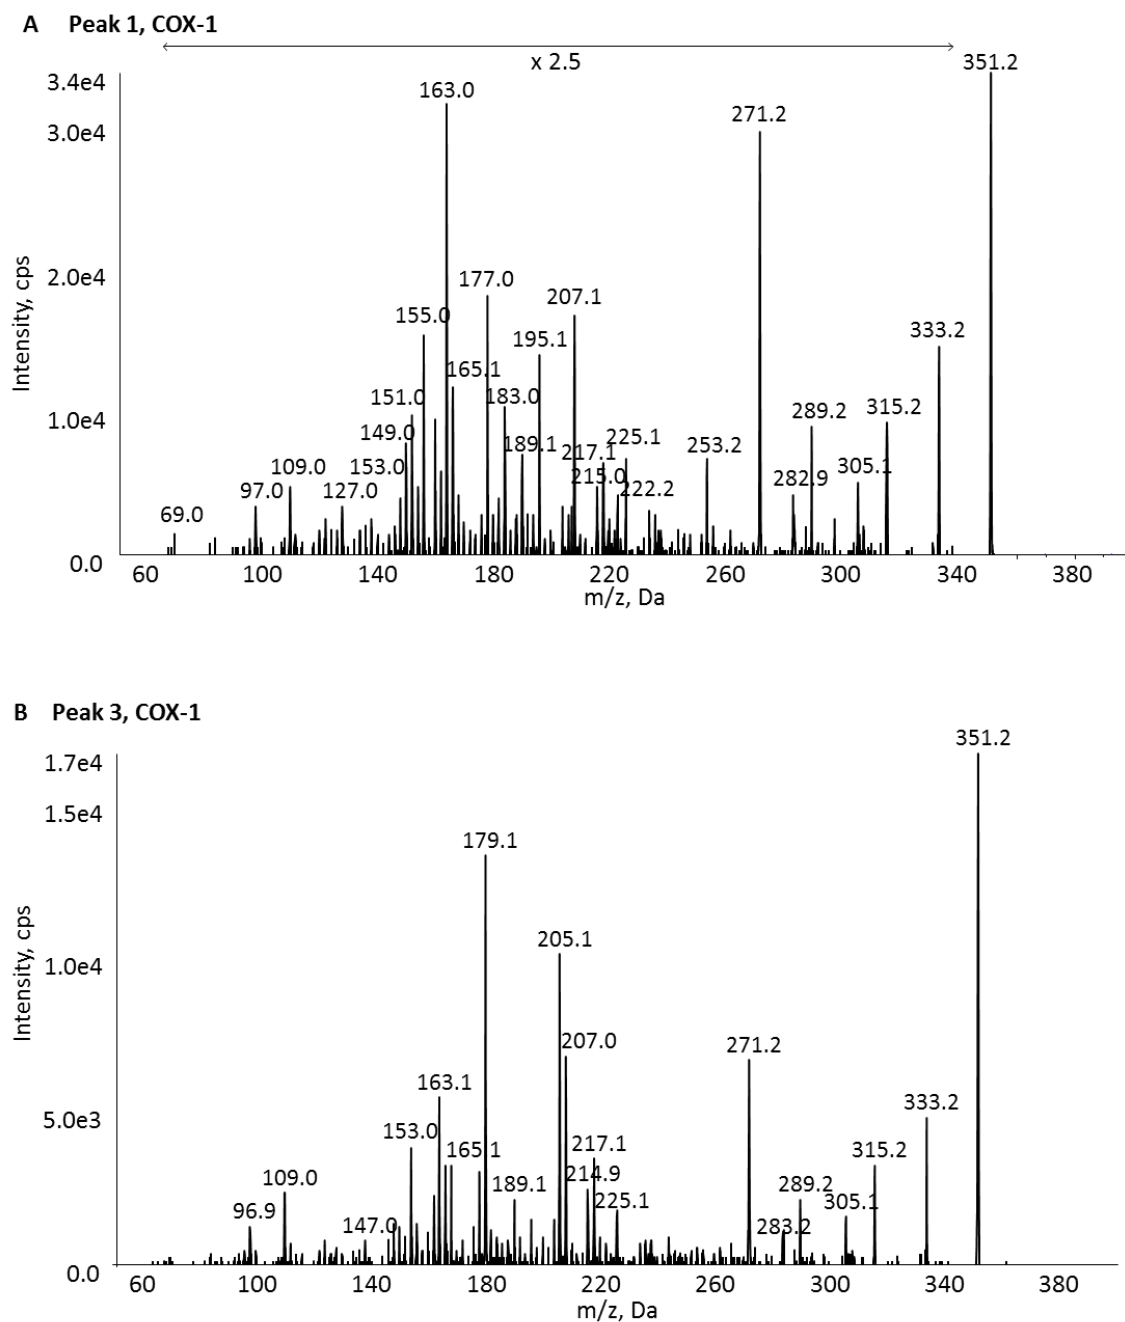 A Peak 1, COX-1
x 2.5
351.2
3.4e4
163.0
271.2
3.0e4
177.0
2.0e4
207.1
155.0
333.2
195.1
165.1
151.0
183.0
315.2
289.2
1.0e4
149.0
225.1
189.1
253.2
217.1
153.0
109.0
215.0
282.9
305.1
97.0
127.0
222.2
69.0
0.0
Intensity, cps
60 100 140 180 220 260 300 340 380
m/z, Da
B Peak 3, COX-1
351.2
1.7e4
1.5e4
179.1
205.1
1.0e4
207.0
271.2
163.1
333.2
5.0e3
153.0
217.1
165.1
315.2
109.0
214.9
189.1
289.2
225.1
305.1
96.9
147.0
283.2
0.0
Intensity, cps
60 100 140 180 220 260 300 340 380
m/z, Da